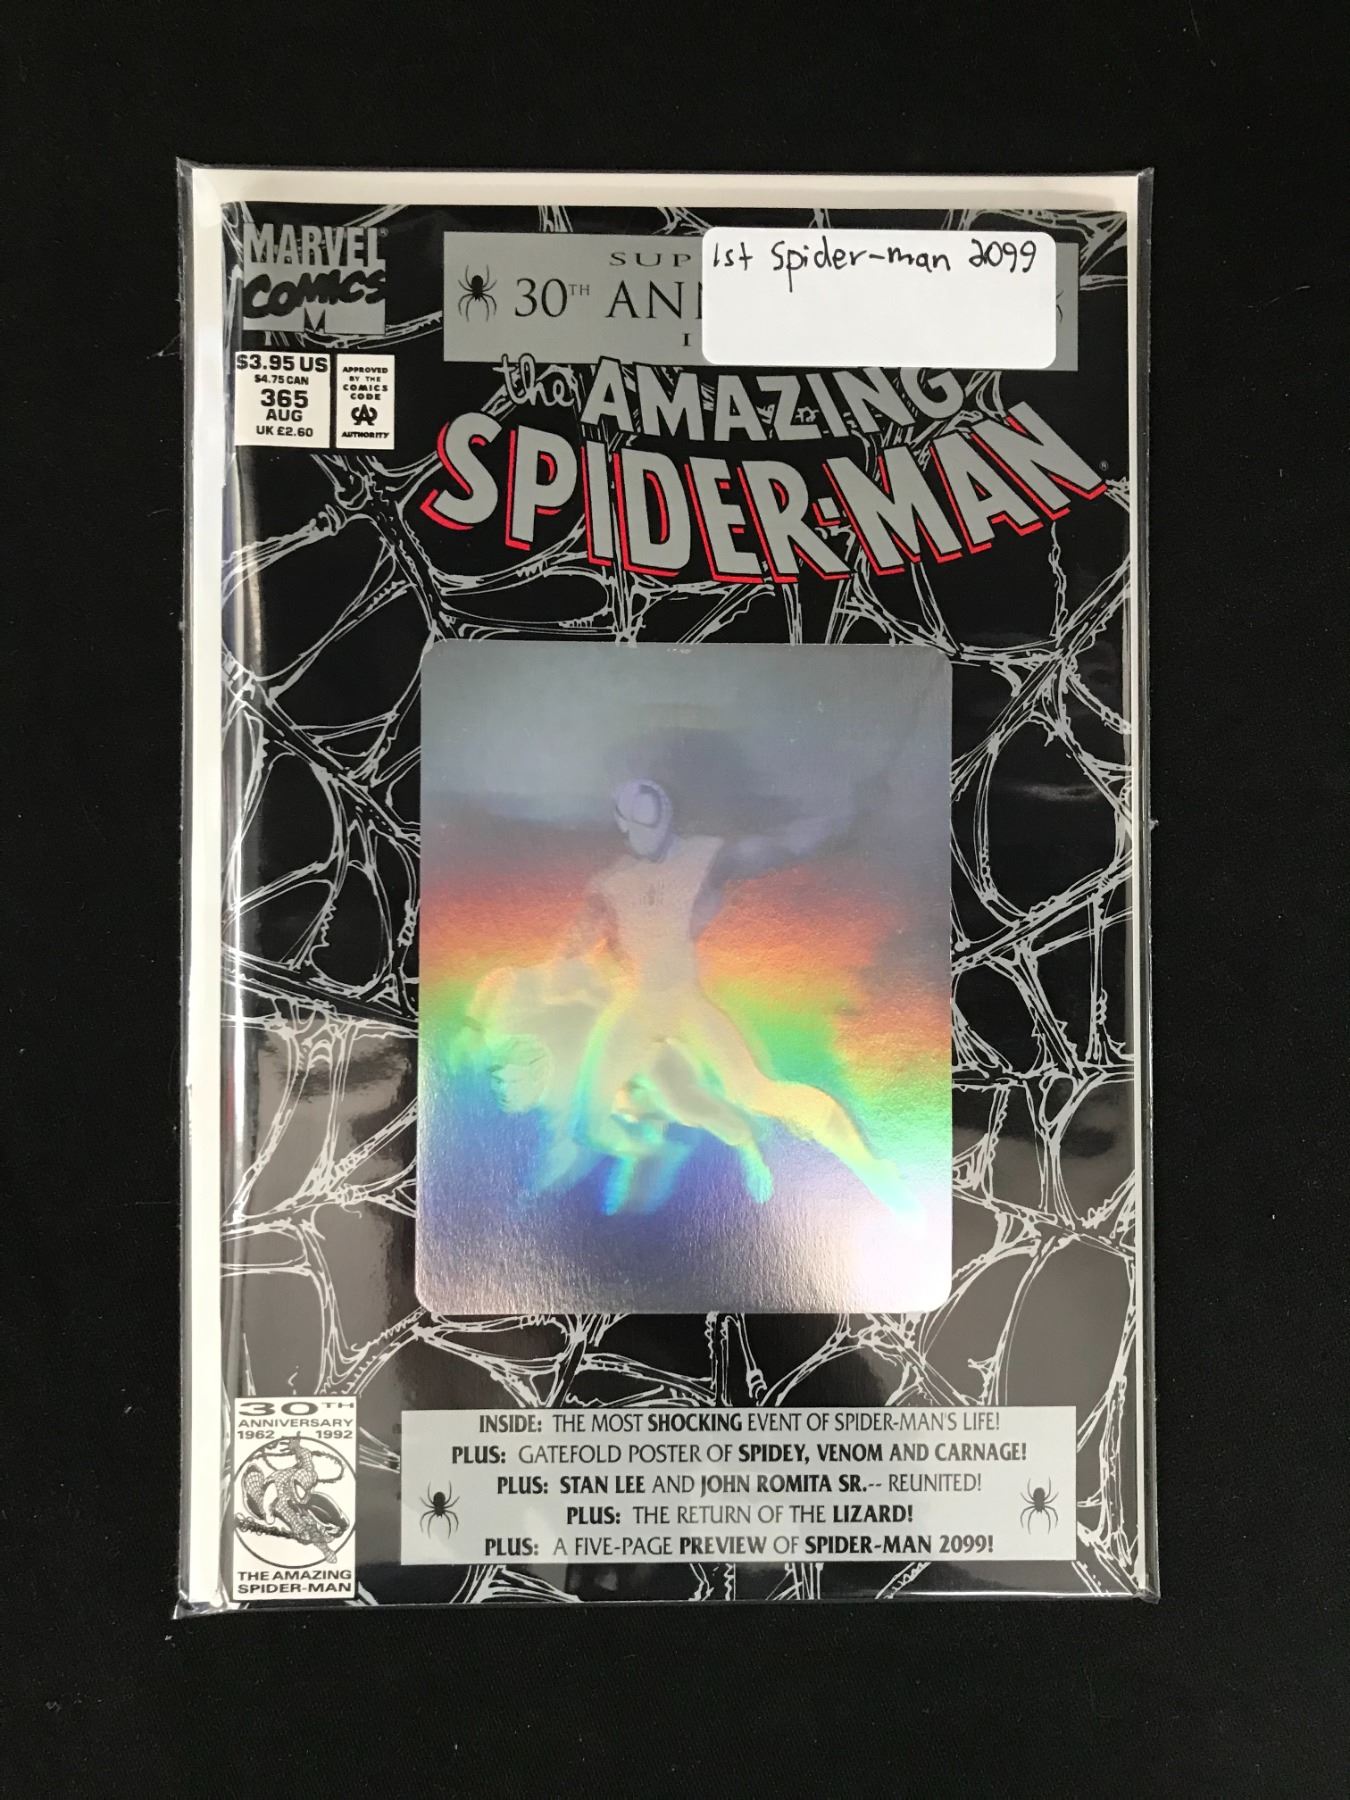 MARVEL
COMICS
M
$3.95 US
$4.75 CAN
365
AUG
UK £2.60
APPROVED
BY THE
COMICS
CODE
CA
AUTHORITY
1st Spider-man 2099
SUP
30TH ANN
I
the AMAZING
SPIDER-MAN®
INSIDE: THE MOST SHOCKING EVENT OF SPIDER-MAN'S LIFE!
PLUS: GATEFOLD POSTER OF SPIDEY, VENOM AND CARNAGE!
PLUS: STAN LEE AND JOHN ROMITA SR.-- REUNITED!
PLUS: THE RETURN OF THE LIZARD!
PLUS: A FIVE-PAGE PREVIEW OF SPIDER-MAN 2099!
30TH
ANNIVERSARY
1962 1992
THE AMAZING
SPIDER-MAN